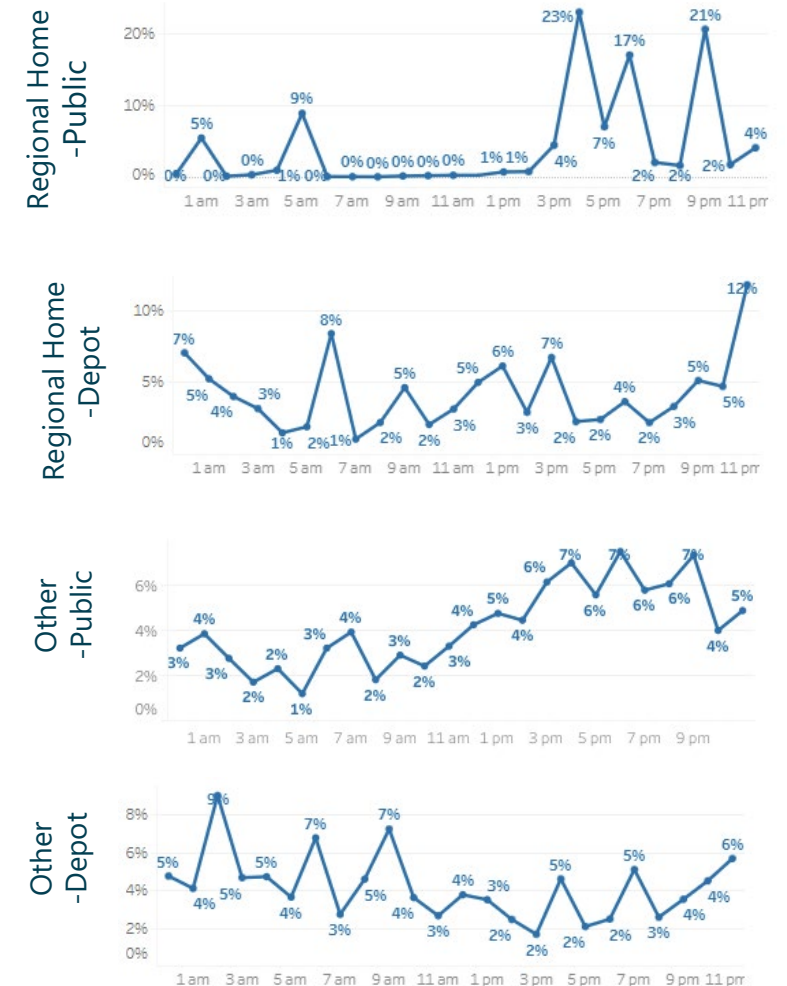 Regional Home
-Public
20%
10%
0%
0% 5% 0% 0% 1% 9% 0% 0% 0% 0% 0% 0% 1% 1% 4% 23% 7% 17% 2% 2% 21% 2% 4%
1 am 3 am 5 am 7 am 9 am 11 am 1 pm 3 pm 5 pm 7 pm 9 pm 11 pm
Regional Home
-Depot
10%
5%
0%
7% 5% 4% 3% 1% 2% 8% 1% 2% 5% 2% 3% 5% 6% 3% 7% 2% 2% 4% 2% 3% 5% 5% 12%
1 am 3 am 5 am 7 am 9 am 11 am 1 pm 3 pm 5 pm 7 pm 9 pm 11 pm
Other
-Public
6%
4%
2%
0%
3% 4% 3% 2% 2% 1% 3% 4% 2% 3% 2% 3% 4% 5% 4% 6% 7% 6% 7% 6% 6% 7% 4% 5%
1 am 3 am 5 am 7 am 9 am 11 am 1 pm 3 pm 5 pm 7 pm 9 pm
Other
-Depot
8%
6%
4%
2%
0%
5% 4% 9% 5% 5% 4% 7% 3% 5% 7% 4% 3% 4% 3% 2% 2% 5% 2% 2% 5% 3% 4% 4% 6%
1 am 3 am 5 am 7 am 9 am 11 am 1 pm 3 pm 5 pm 7 pm 9 pm 11 pm